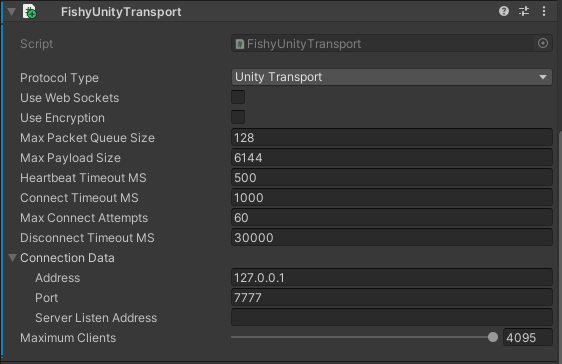 FishyUnityTransport
Script FishyUnityTransport
Protocol Type Unity Transport
Use Web Sockets
Use Encryption
Max Packet Queue Size 128
Max Payload Size 6144
Heartbeat Timeout MS 500
Connect Timeout MS 1000
Max Connect Attempts 60
Disconnect Timeout MS 30000
Connection Data
Address 127.0.0.1
Port 7777
Server Listen Address
Maximum Clients 4095